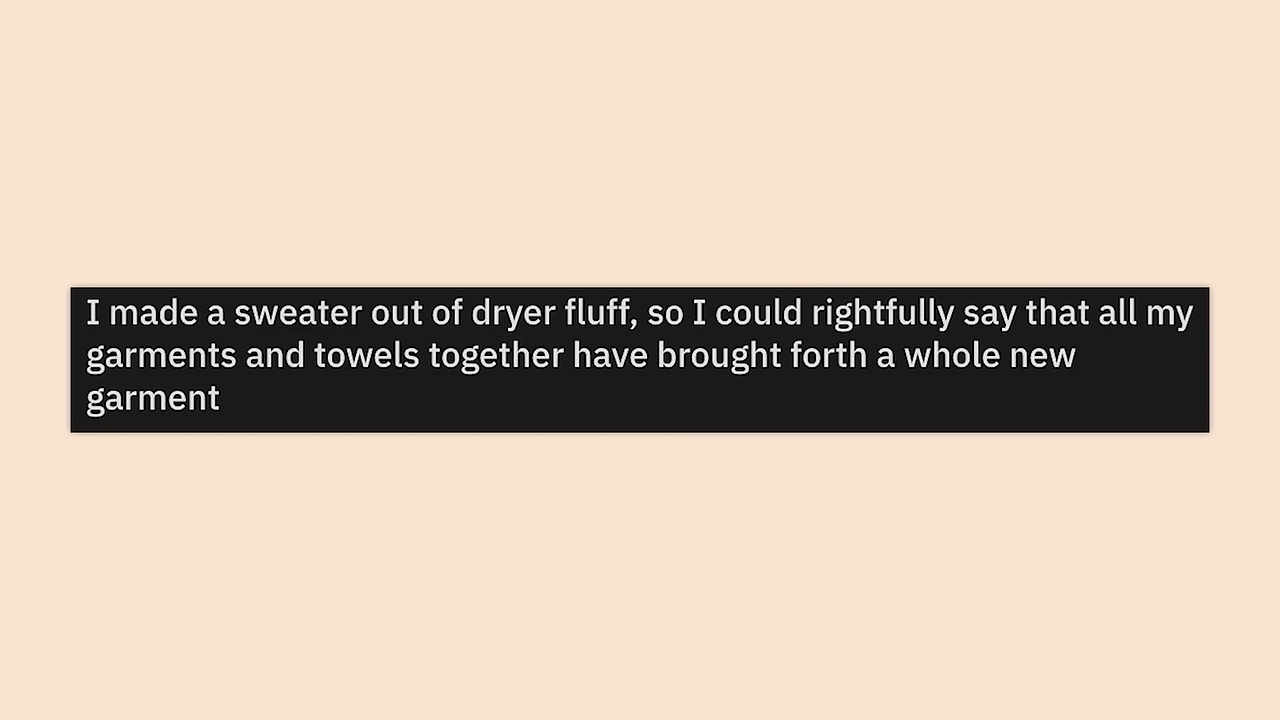 I made a sweater out of dryer fluff, so I could rightfully say that all my
garments and towels together have brought forth a whole new
garment